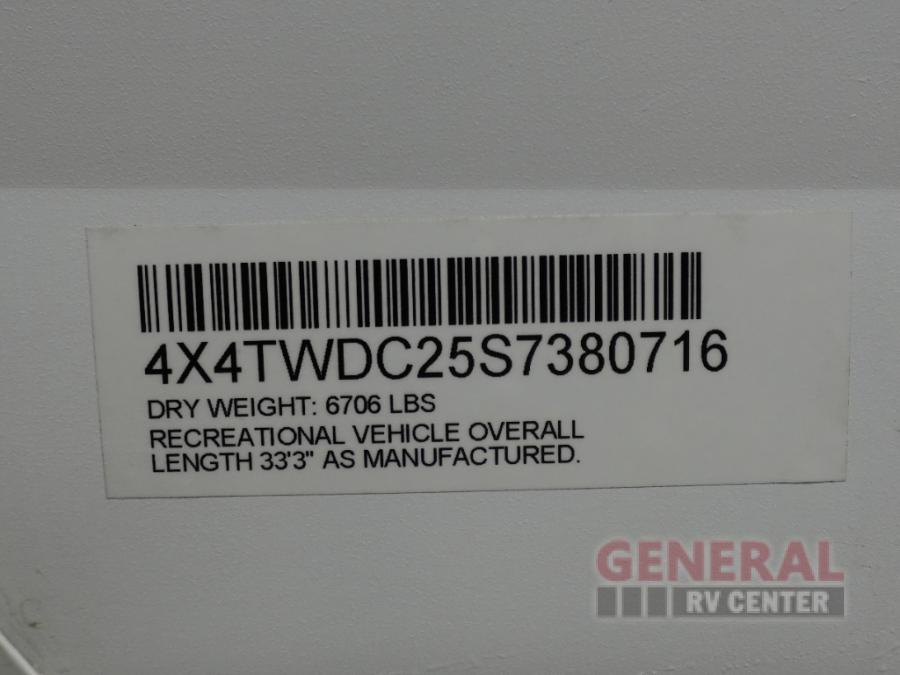 4X4TWDC25S7380716
DRY WEIGHT: 6706 LBS
RECREATIONAL VEHICLE OVERALL
LENGTH 33'3" AS MANUFACTURED.
GENERAL
RV CENTER